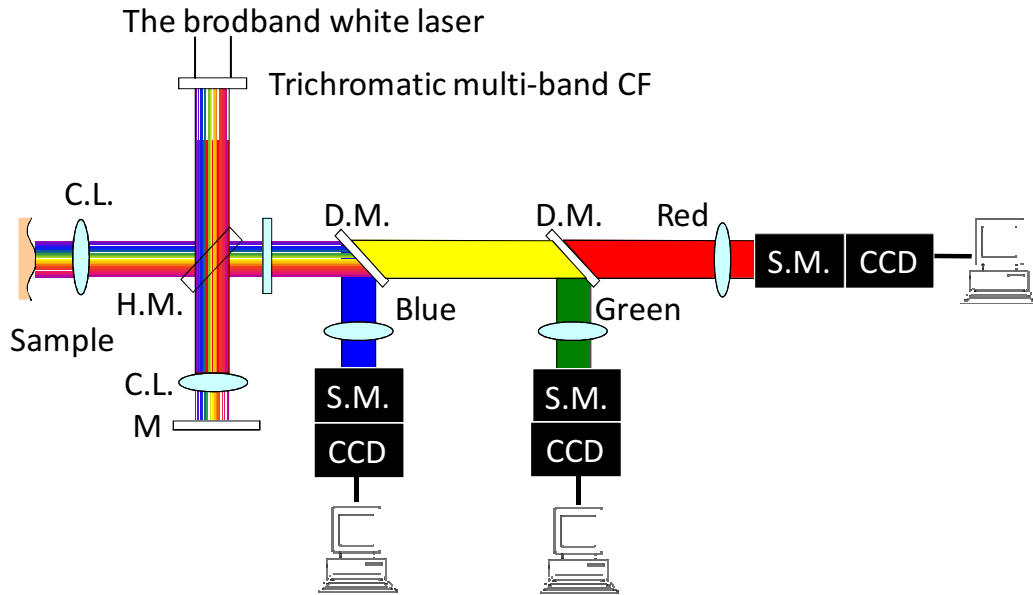 The brodband white laser
Trichromatic multi-band CF
C.L.
D.M.
D.M.
Red
S.M.
CCD
H.M.
Blue
Green
Sample
C.L.
M
S.M.
S.M.
CCD
CCD